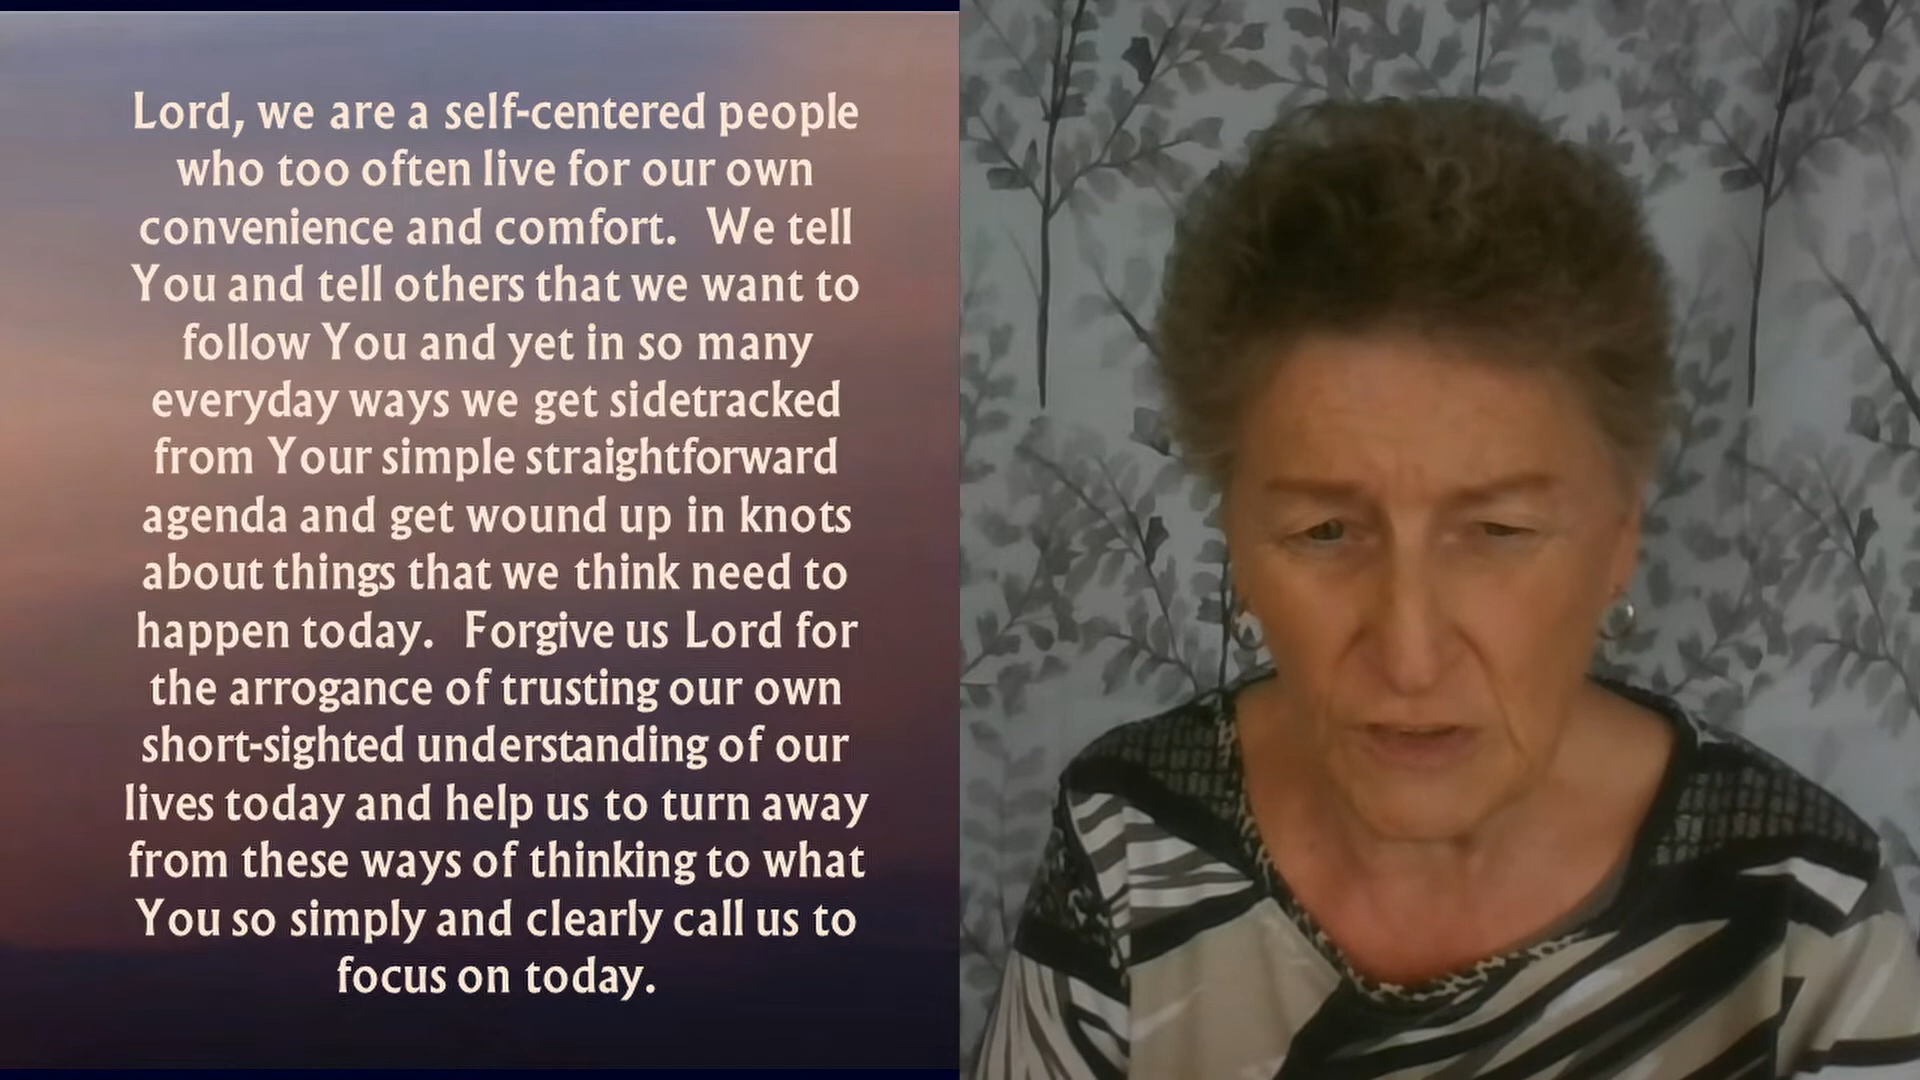 Lord, we are a self-centered people
who too often live for our own
convenience and comfort. We tell
You and tell others that we want to
follow You and yet in so many
everyday ways we get sidetracked
from Your simple straightforward
agenda and get wound up in knots
about things that we think need to
happen today. Forgive us Lord for
the arrogance of trusting our own
short-sighted understanding of our
lives today and help us to turn away
from these ways of thinking to what
You so simply and clearly call us to
focus on today.